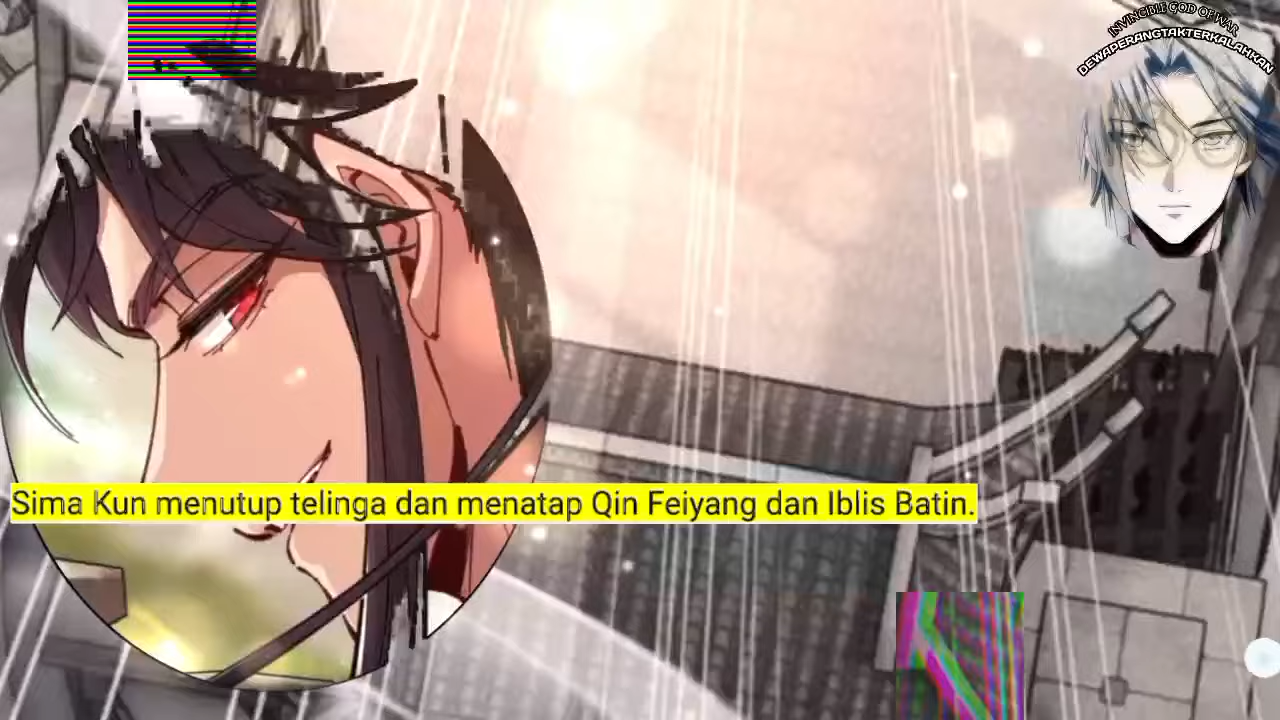 INVINCIBLE GOD OF WAR
DEWAPERANGTAKTERKALAHKAN
Sima Kun menutup telinga dan menatap Qin Feiyang dan Iblis Batin.